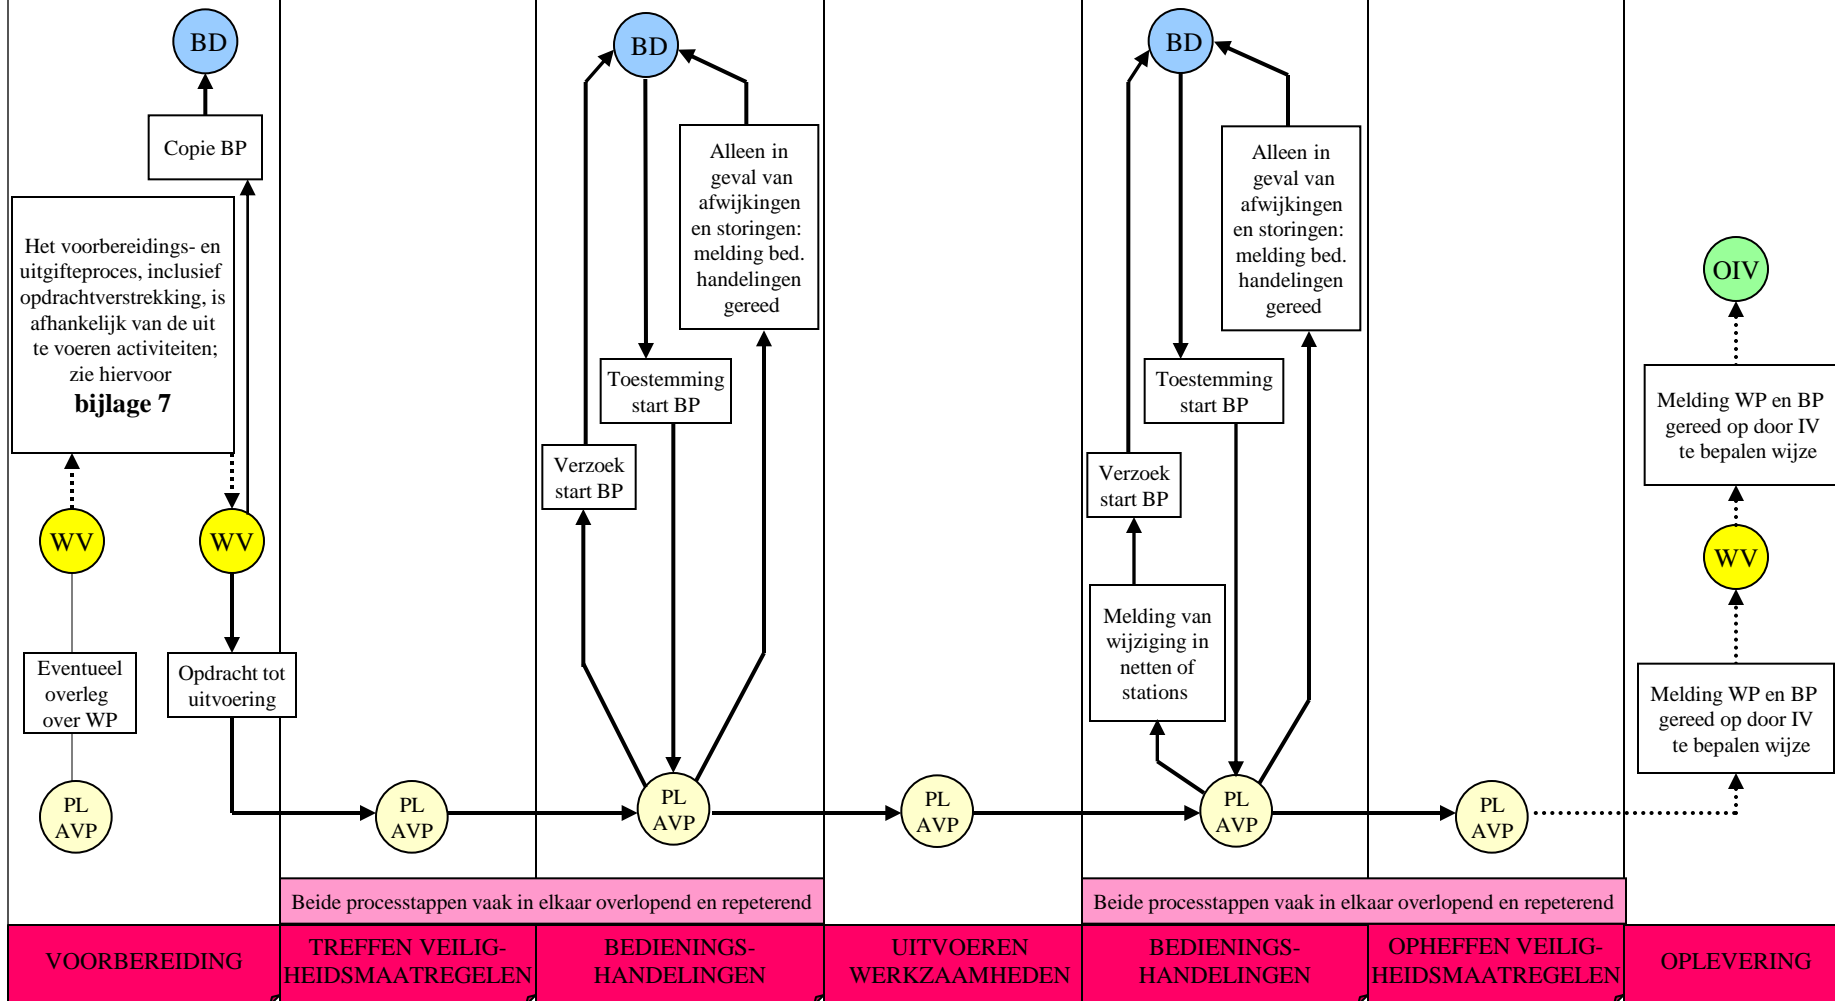 BD
Copie BP
Het voorbereidings- en
uitgifteproces, inclusief
opdrachtverstrekking, is
afhankelijk van de uit
te voeren activiteiten;
zie hiervoor
bijlage 7
WV
WV
Eventueel
overleg
over WP
Opdracht tot
uitvoering
PL
AVP
PL
AVP
BD
Alleen in
geval van
afwijkingen
en storingen:
melding bed.
handelingen
gereed
Toestemming
start BP
Verzoek
start BP
PL
AVP
PL
AVP
BD
Alleen in
geval van
afwijkingen
en storingen:
melding bed.
handelingen
gereed
Toestemming
start BP
Verzoek
start BP
Melding van
wijziging in
netten of
stations
PL
AVP
PL
AVP
OIV
Melding WP en BP
gereed op door IV
te bepalen wijze
WV
Melding WP en BP
gereed op door IV
te bepalen wijze
Beide processtappen vaak in elkaar overlopend en repeterend
Beide processtappen vaak in elkaar overlopend en repeterend
VOORBEREIDING
TREFFEN VEILIG-
HEIDSMAATREGELEN
BEDIENINGS-
HANDELINGEN
UITVOEREN
WERKZAAMHEDEN
BEDIENINGS-
HANDELINGEN
OPHEFFEN VEILIG-
HEIDSMAATREGELEN
OPLEVERING